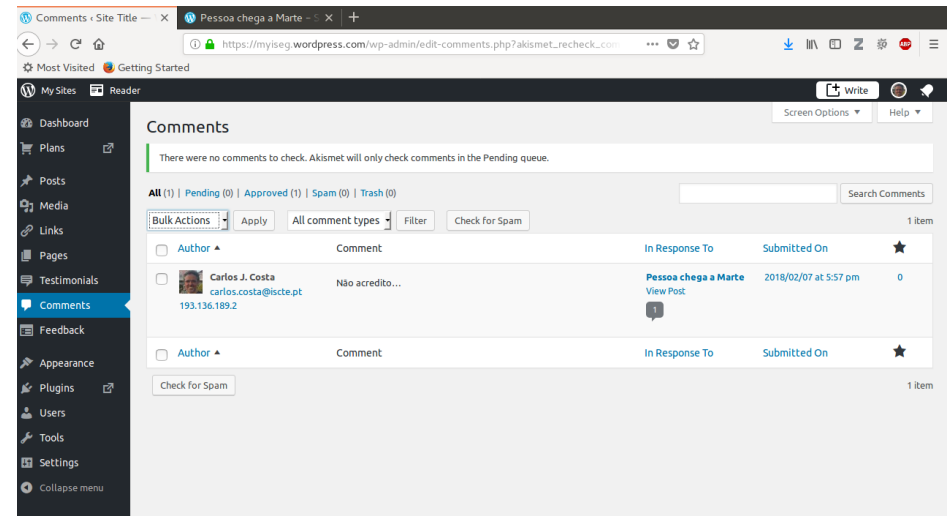 Comments ‹ Site Title — X
Pessoa chega a Marte – S X
https://myiseg.wordpress.com/wp-admin/edit-comments.php?akismet_recheck_com
Most Visited Getting Started
My Sites Reader Write
Screen Options ▼ Help ▼
Dashboard
Plans
Posts
Media
Links
Pages
Testimonials
Comments
Feedback
Appearance
Plugins
Users
Tools
Settings
Collapse menu
Comments
There were no comments to check. Akismet will only check comments in the Pending queue.
All (1) | Pending (0) | Approved (1) | Spam (0) | Trash (0)
Search Comments
Bulk Actions Apply All comment types Filter Check for Spam 1 item
Author ▲ Comment In Response To Submitted On ★
Carlos J. Costa
carlos.costa@iscte.pt
193.136.189.2
Não acredito…
Pessoa chega a Marte
View Post
1
2018/02/07 at 5:57 pm
0
Author ▲ Comment In Response To Submitted On ★
Check for Spam 1 item